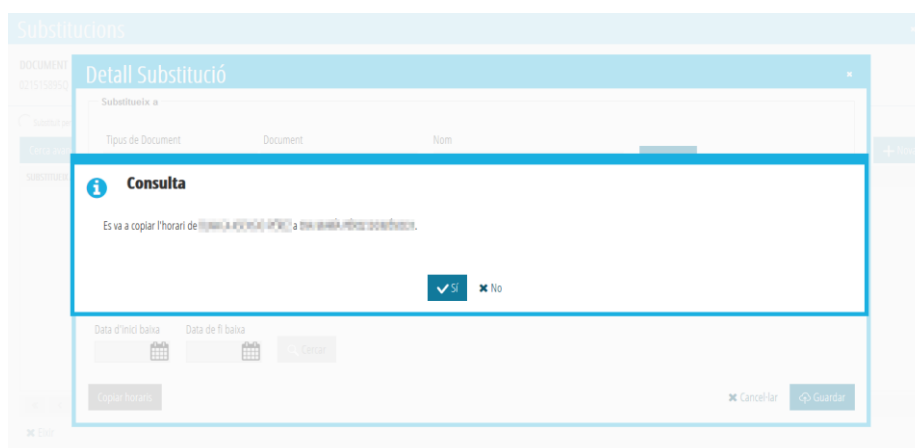 Substitucions
DOCUMENT
Detall Substitució
Substitueix a
Tipus de Document Document Nom
Consulta
Es va a copiar l'horari de a
Sí No
Data d'inici baixa Data de fi baixa
Cercar
Copiar horaris
Cancel·lar Guardar
Eixir